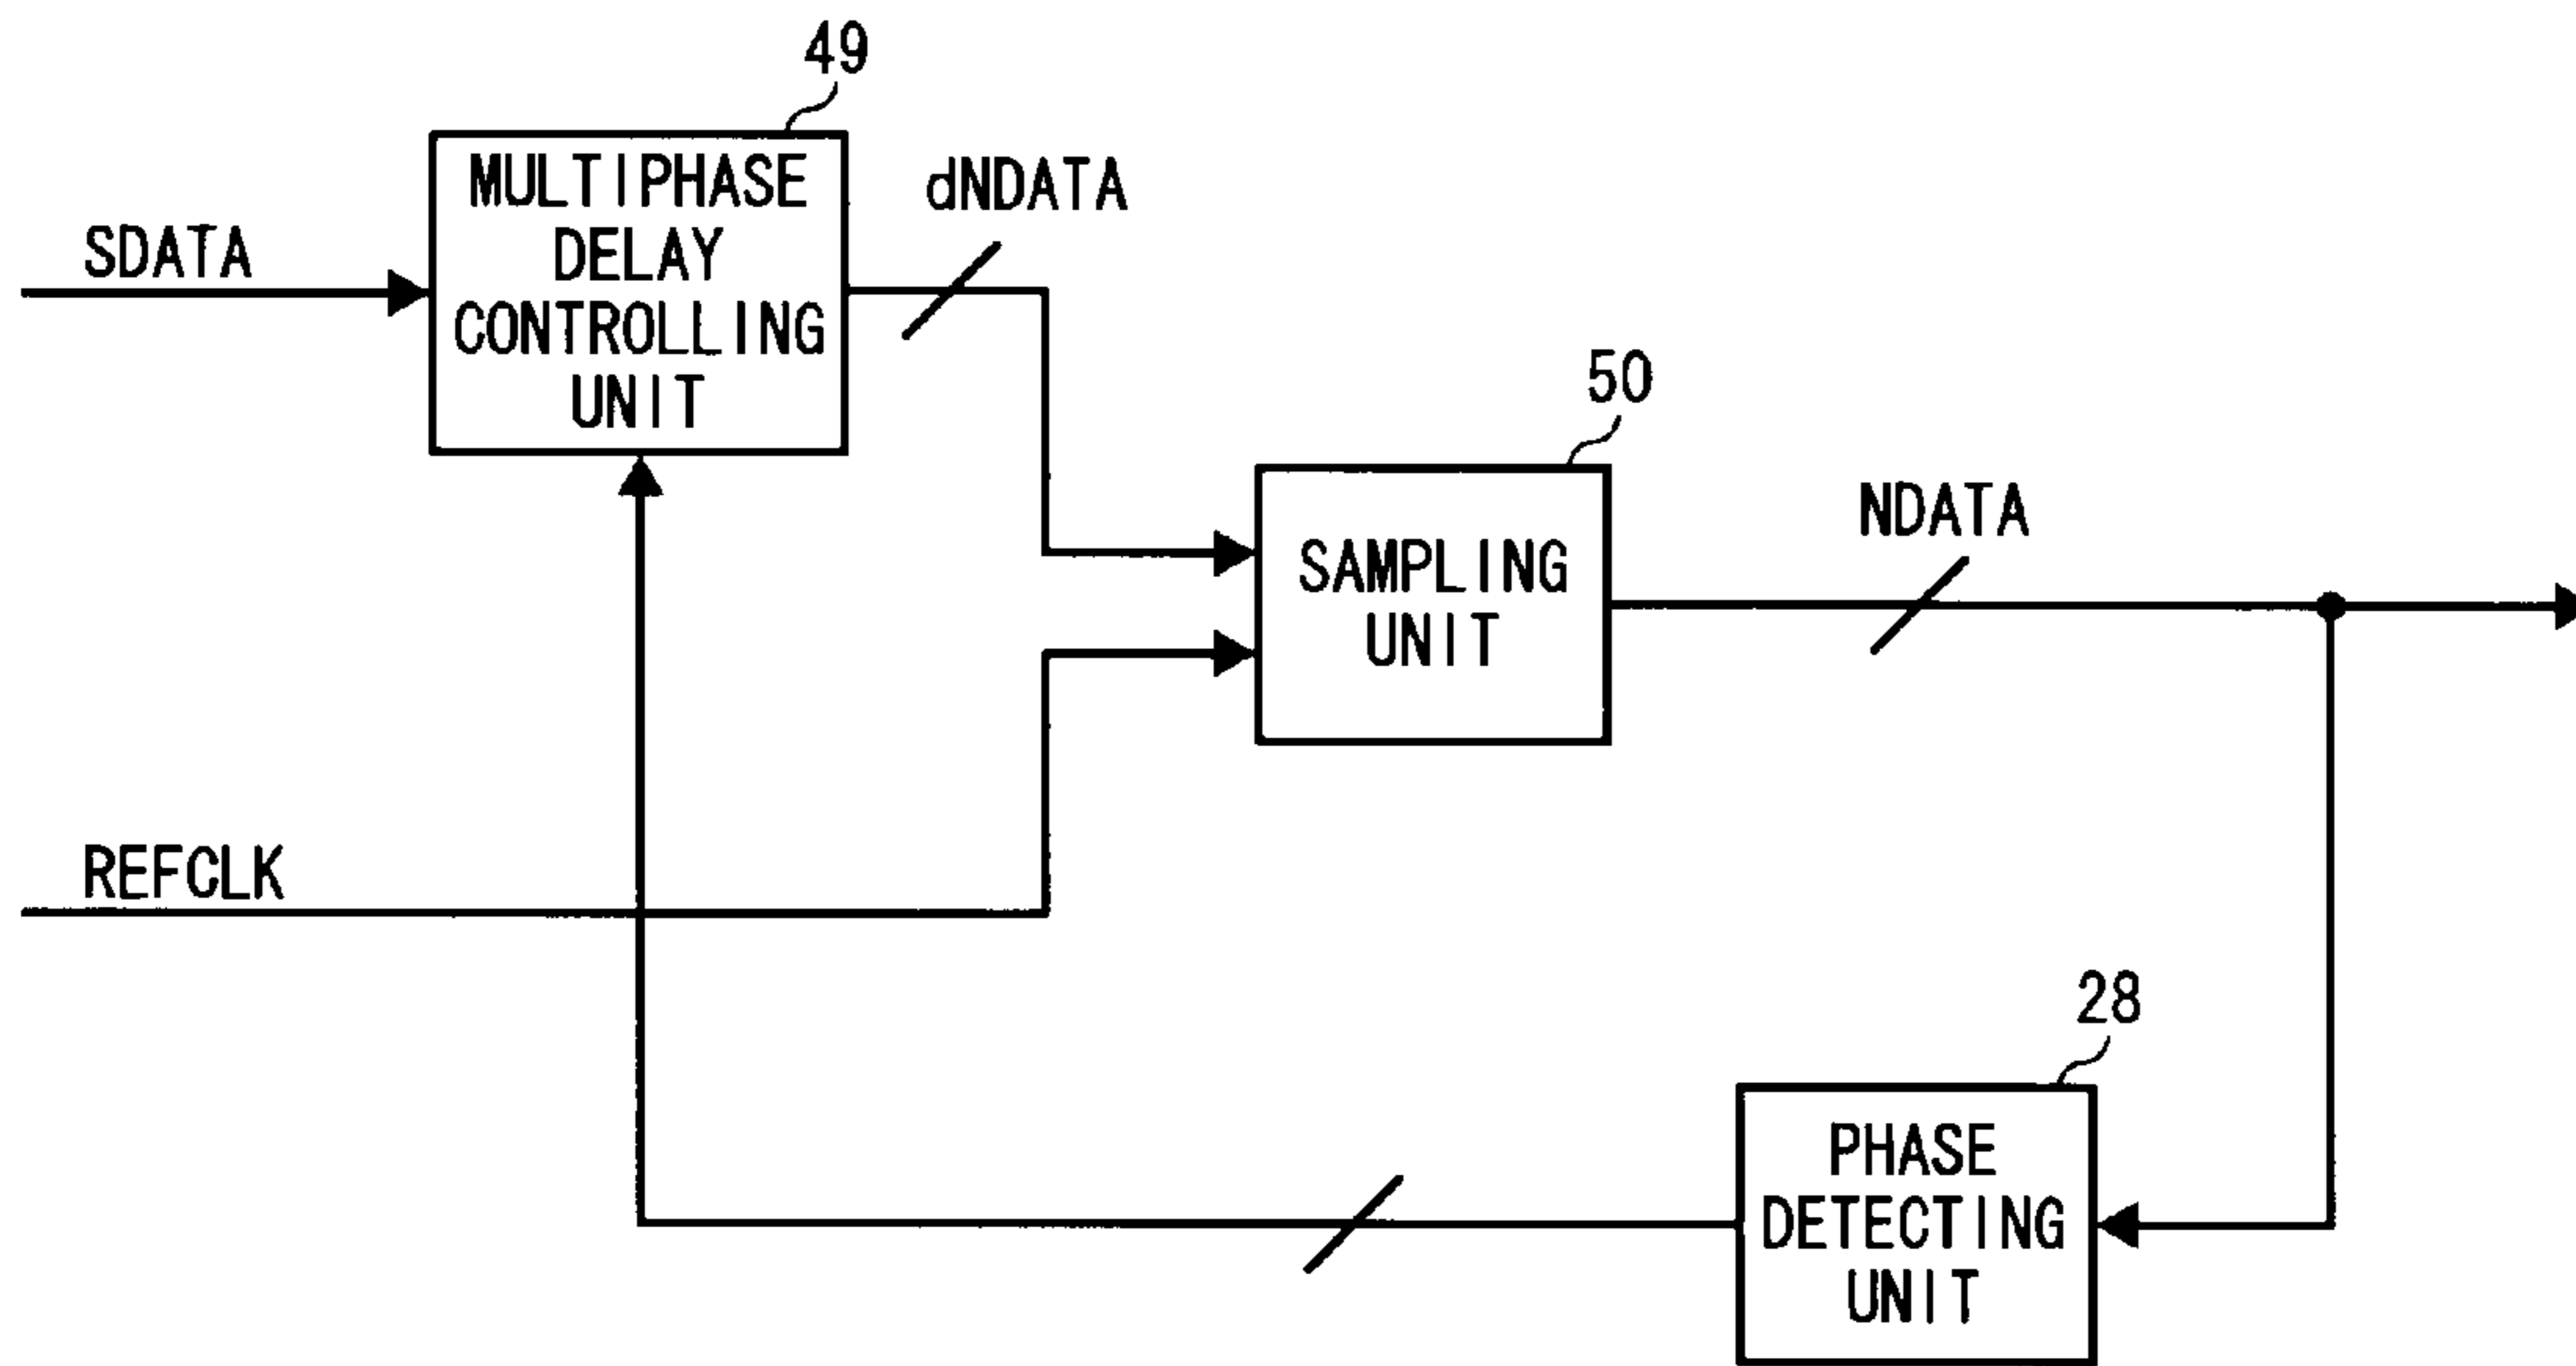 49
MULTIPHASE
DELAY
CONTROLLING
UNIT
dNDATA
SDATA
50
SAMPLING
UNIT
NDATA
REFCLK
28
PHASE
DETECTING
UNIT